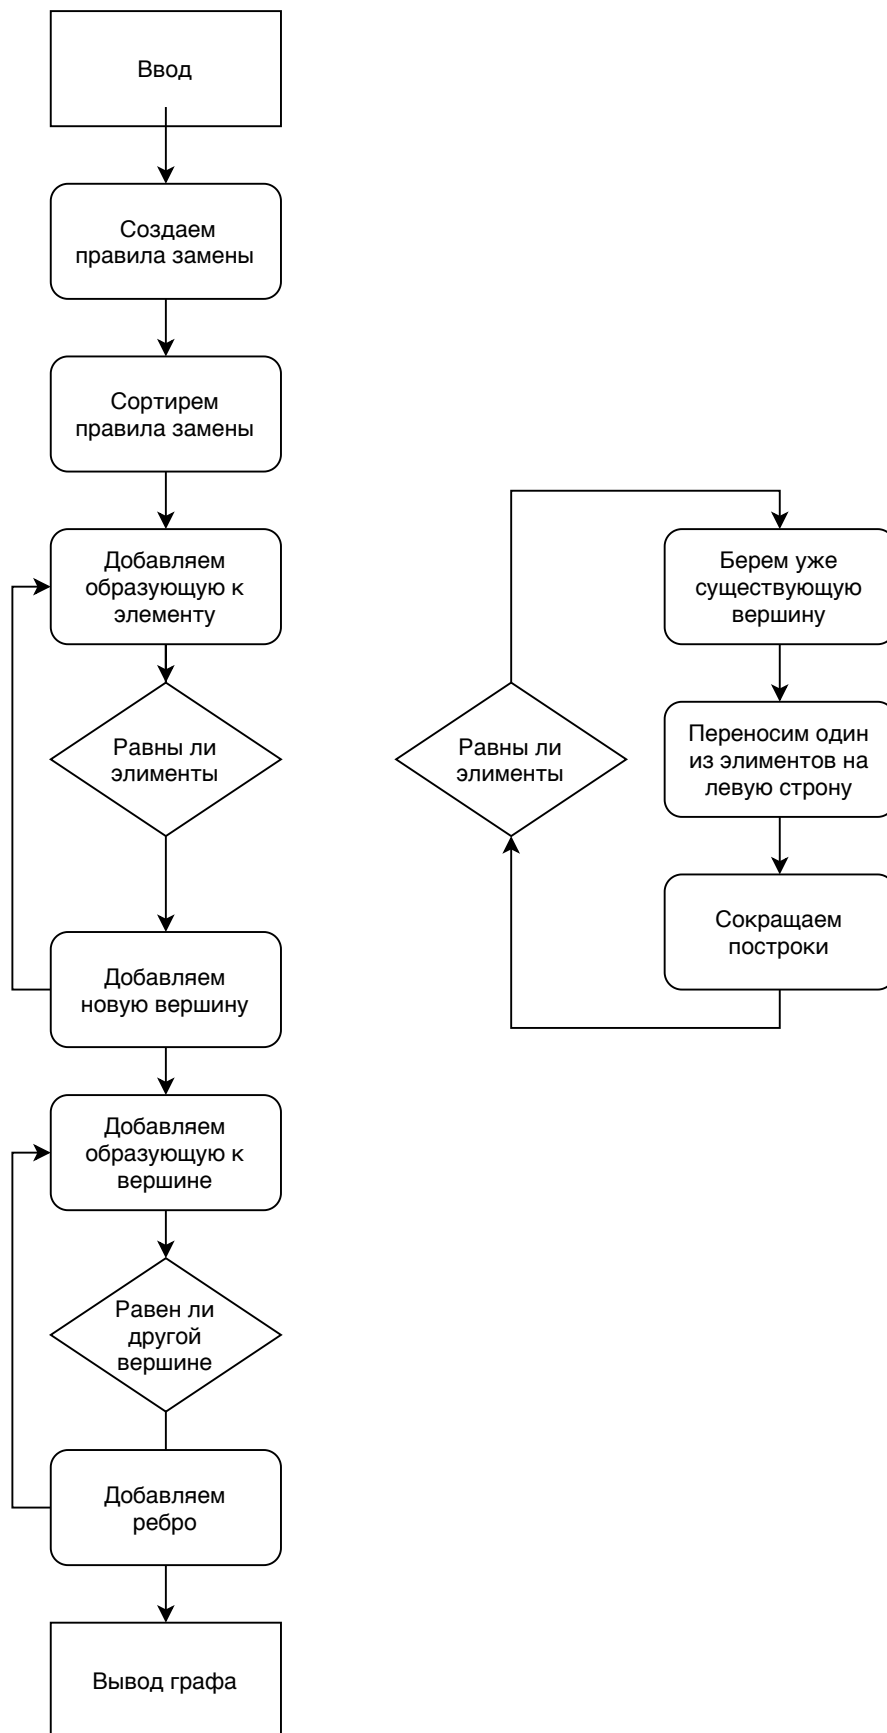 Ввод
Создаем
правила замены
Сортирем
правила замены
Добавляем
образующую к
элементу
Равны ли
элименты
Добавляем
новую вершину
Добавляем
образующую к
вершине
Равен ли
другой
вершине
Добавляем
ребро
Вывод графа
Берем уже
существующую
вершину
Переносим один
из элиментов на
левую строну
Сокращаем
построки
Равны ли
элименты